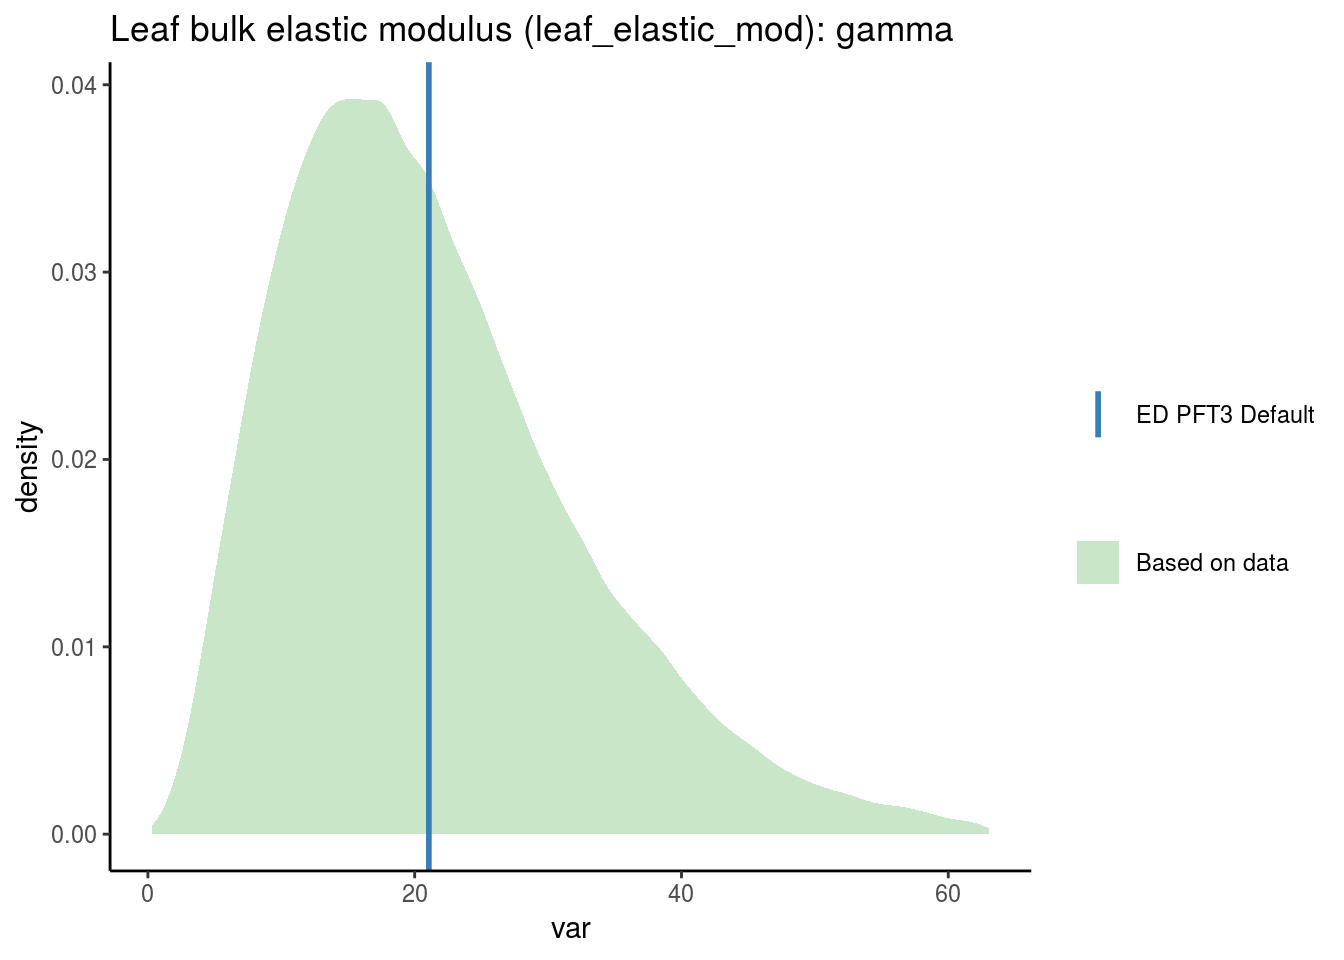 Leaf bulk elastic modulus (leaf_elastic_mod): gamma
0.04
0.03
0.02
0.01
0.00
density
0
20
40
60
var
ED PFT3 Default
Based on data